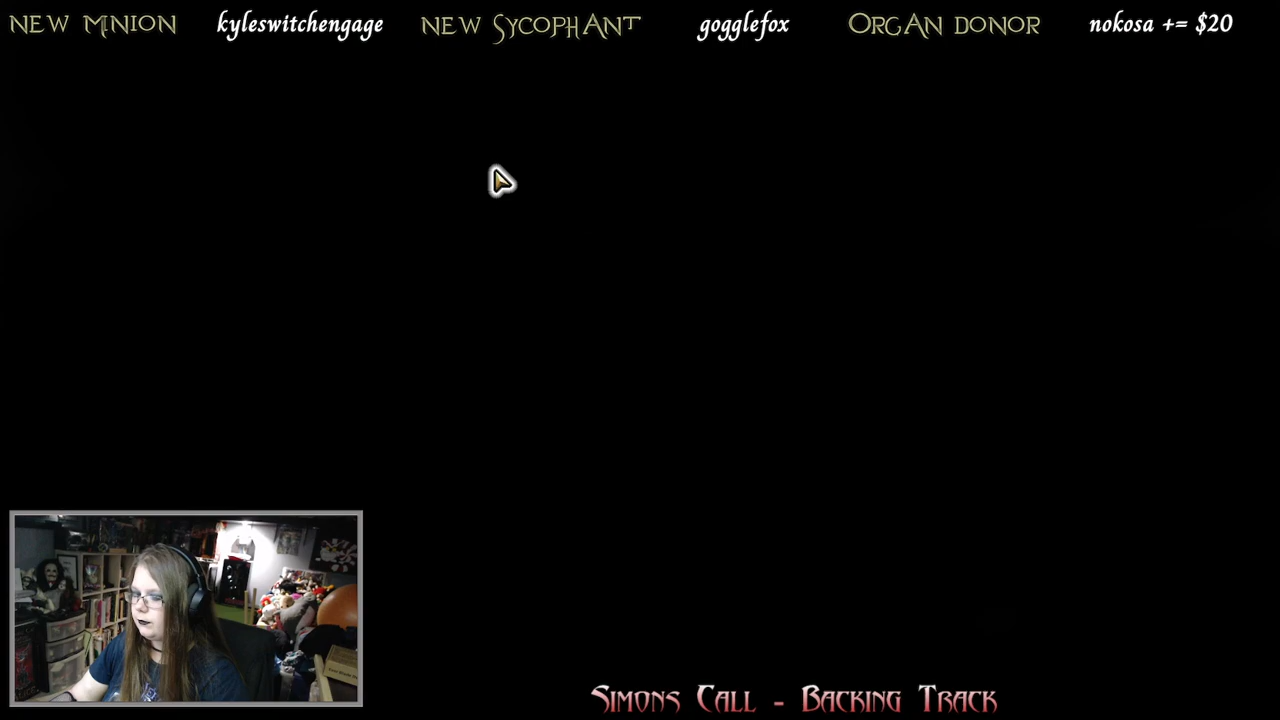 NEW MINION kyleswitchengage NEW SYCOPHANT gogglefox ORGAN DONOR nokosa += $20
SIMONS CALL - BACKING TRACK